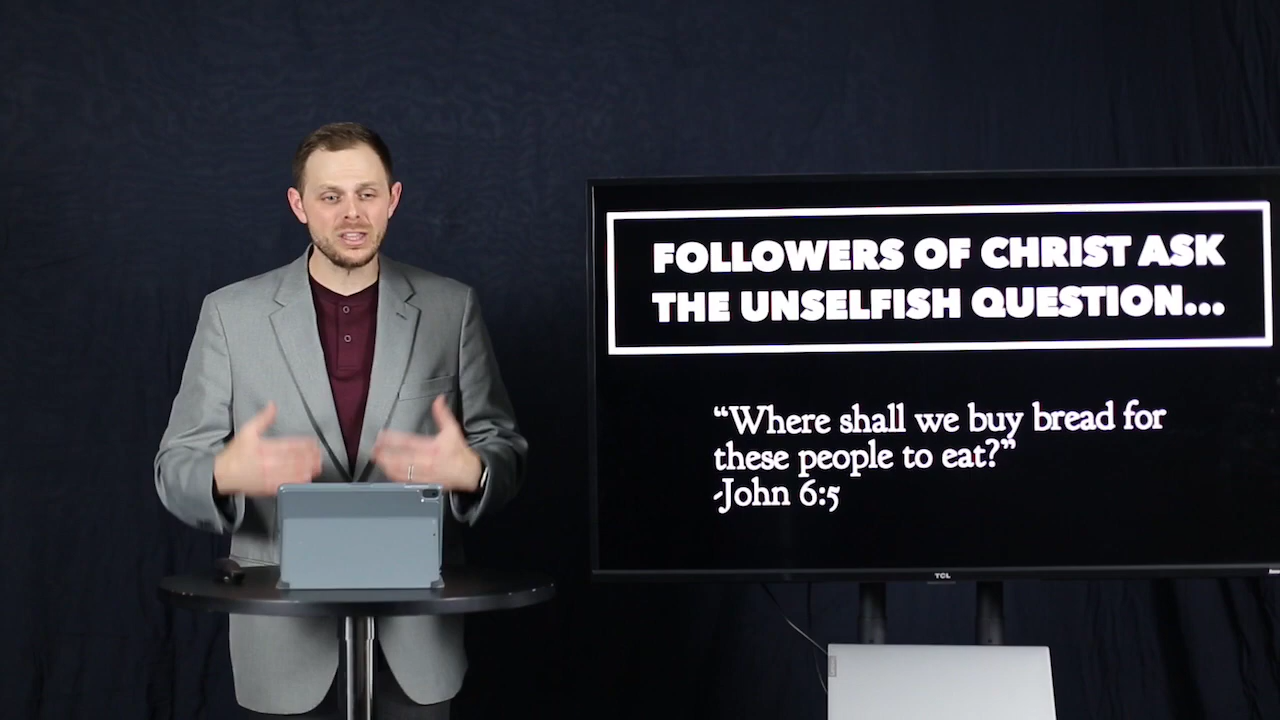 FOLLOWERS OF CHRIST ASK
THE UNSELFISH QUESTION...
“Where shall we buy bread for
these people to eat?”
-John 6:5
TCL